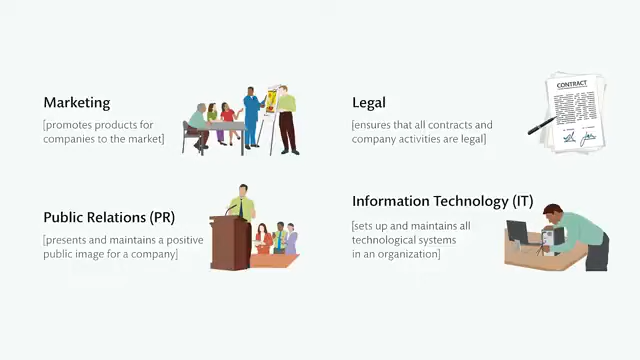 Marketing
[promotes products for
companies to the market]
Legal
[ensures that all contracts and
company activities are legal]
CONTRACT
Public Relations (PR)
[presents and maintains a positive
public image for a company]
Information Technology (IT)
[sets up and maintains all
technological systems
in an organization]